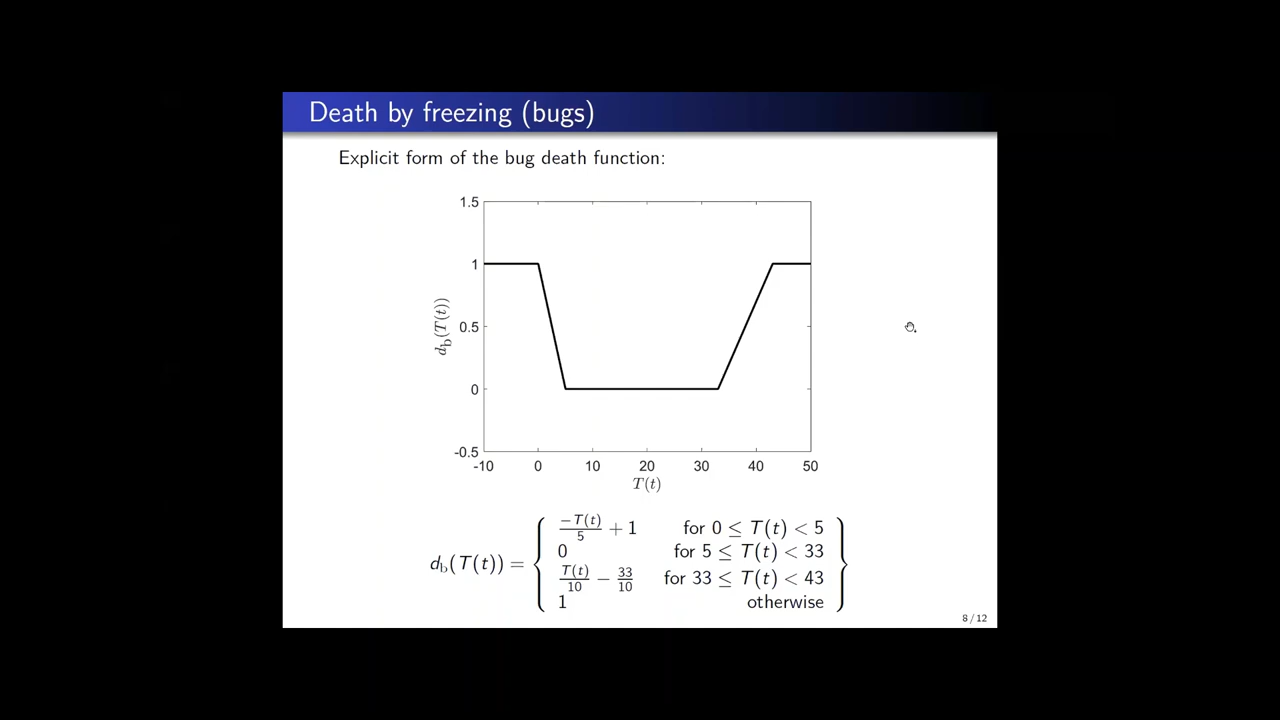 Death by freezing (bugs)
Explicit form of the bug death function:
1.5
1
0.5
0
-0.5
d_b(T(t))
-10 0 10 20 30 40 50
T(t)
d_b(T(t)) = { −T(t)/5 + 1 for 0 ≤ T(t) < 5
0 for 5 ≤ T(t) < 33
T(t)/10 − 33/10 for 33 ≤ T(t) < 43
1 otherwise }
8 / 12